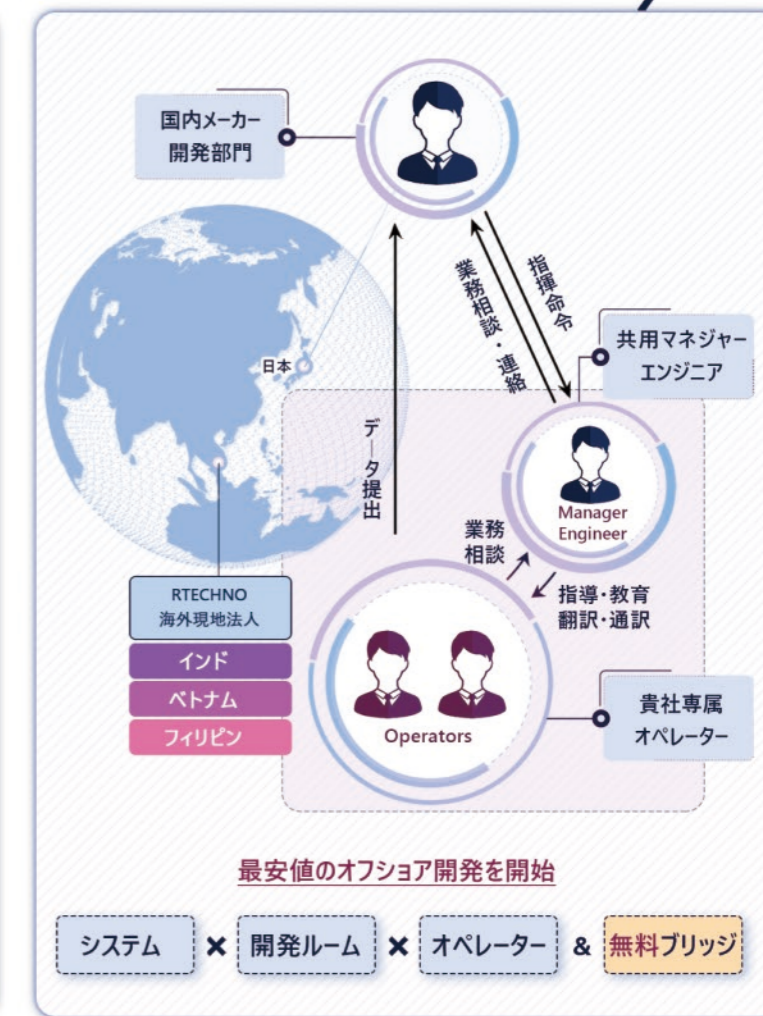 国内メーカー
開発部門
業務相談・連絡
指揮命令
日本
共用マネジャー
エンジニア
データ提出
Manager
Engineer
業務
相談
指導・教育
翻訳・通訳
RTECHNO
海外現地法人
インド
ベトナム
フィリピン
Operators
貴社専属
オペレーター
最安値のオフショア開発を開始
システム × 開発ルーム × オペレーター & 無料ブリッジ